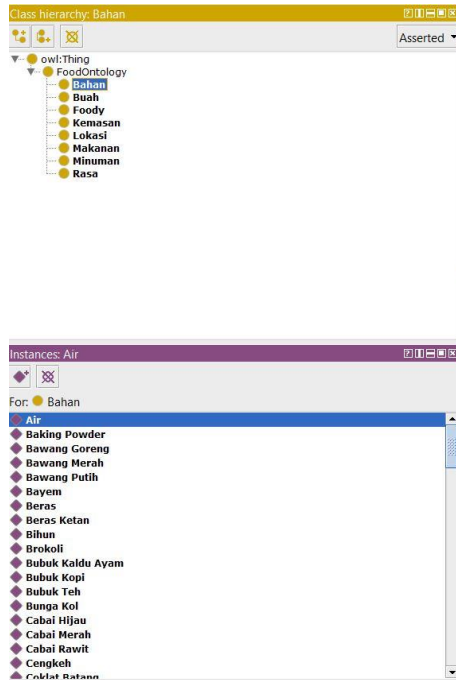 Class hierarchy: Bahan
Asserted
owl:Thing
FoodOntology
Bahan
Buah
Foody
Kemasan
Lokasi
Makanan
Minuman
Rasa
Instances: Air
For: Bahan
Air
Baking Powder
Bawang Goreng
Bawang Merah
Bawang Putih
Bayem
Beras
Beras Ketan
Bihun
Brokoli
Bubuk Kaldu Ayam
Bubuk Kopi
Bubuk Teh
Bunga Kol
Cabai Hijau
Cabai Merah
Cabai Rawit
Cengkeh
Coklat Batang